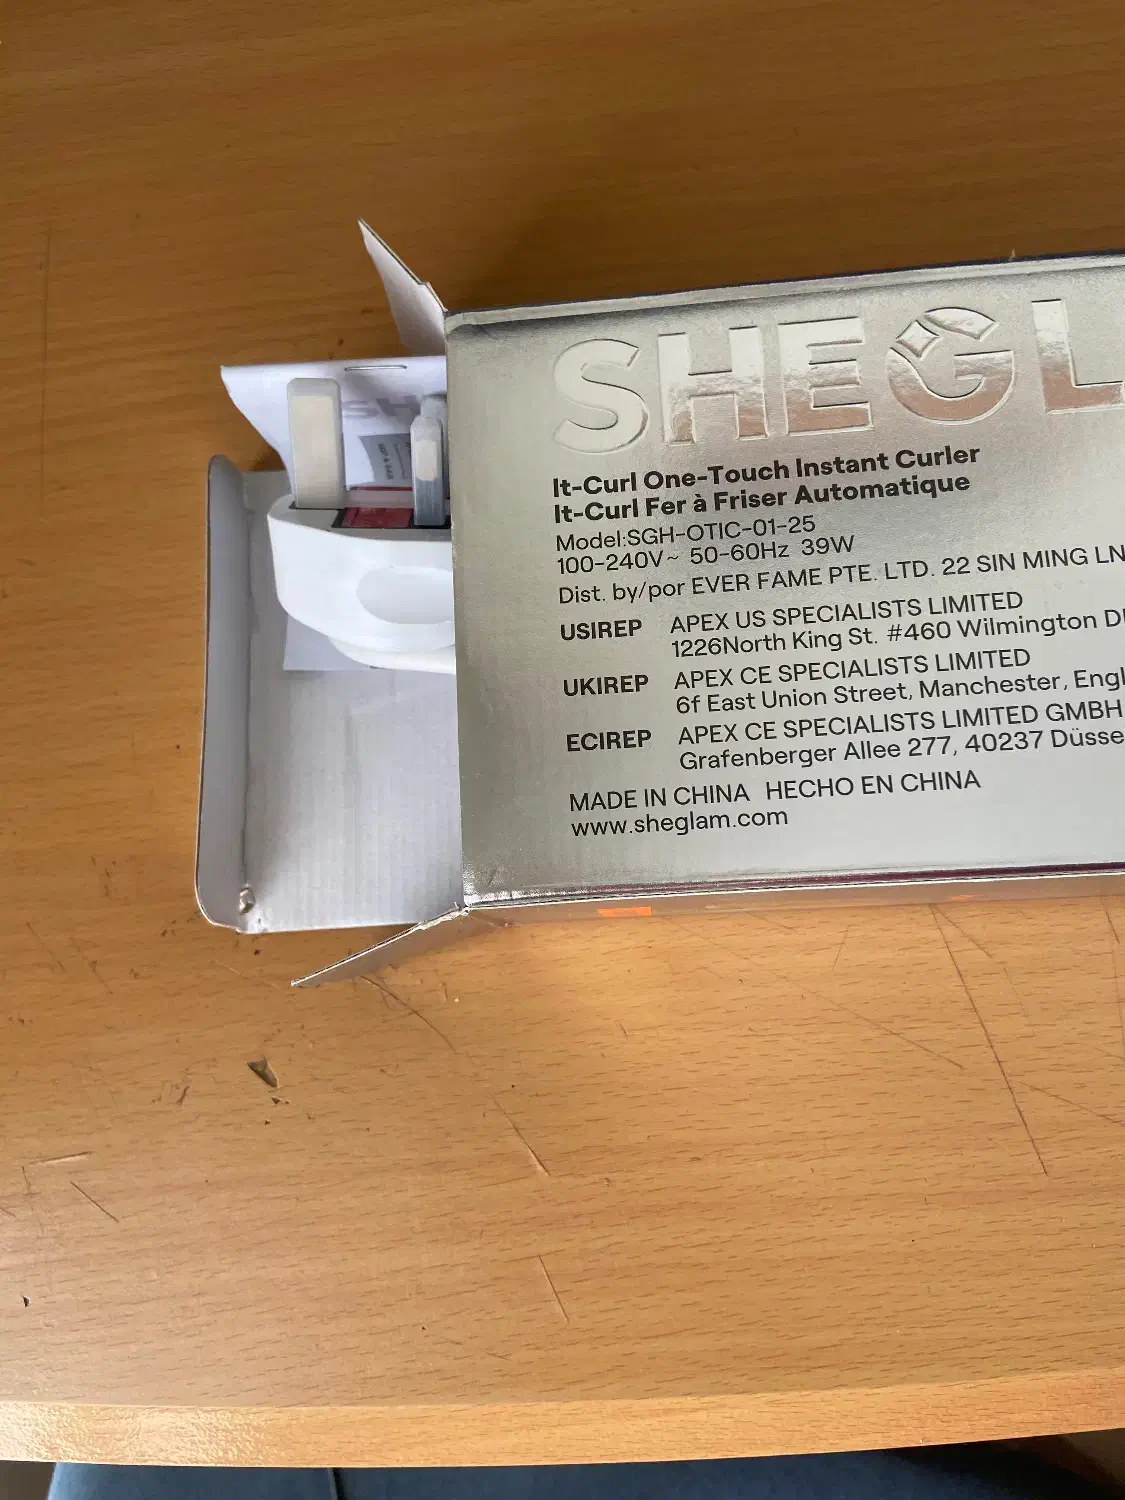 SHEGL
It-Curl One-Touch Instant Curler
It-Curl Fer à Friser Automatique
Model:SGH-OTIC-01-25
100-240V~ 50-60Hz 39W
Dist. by/por EVER FAME PTE. LTD. 22 SIN MING LN
USIREP APEX US SPECIALISTS LIMITED
1226North King St. #460 Wilmington
UKIREP APEX CE SPECIALISTS LIMITED
6f East Union Street, Manchester, Engl
ECIREP APEX CE SPECIALISTS LIMITED GMBH
Grafenberger Allee 277, 40237 Düsse
MADE IN CHINA HECHO EN CHINA
www.sheglam.com